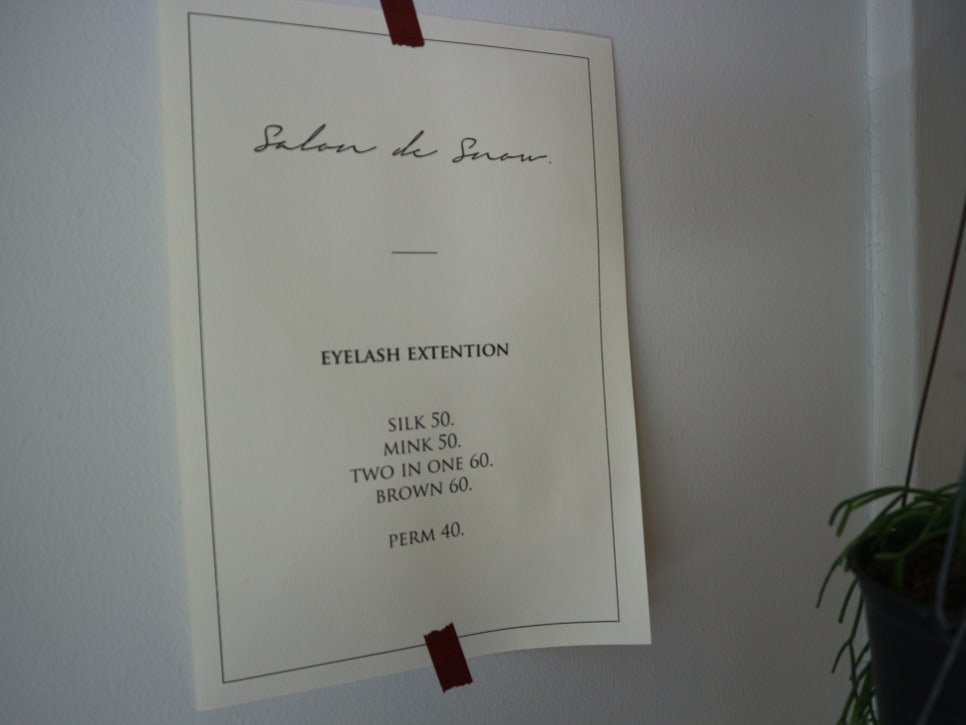 Salon de Snow.
EYELASH EXTENTION
SILK 50.
MINK 50.
TWO IN ONE 60.
BROWN 60.
PERM 40.